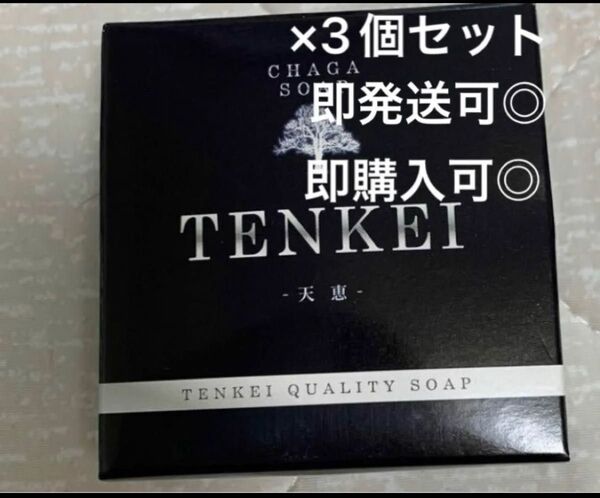 ×3個セット
CHAGA
SOAP
即発送可◎
即購入可◎
TENKEI
-天恵-
TENKEI QUALITY SOAP